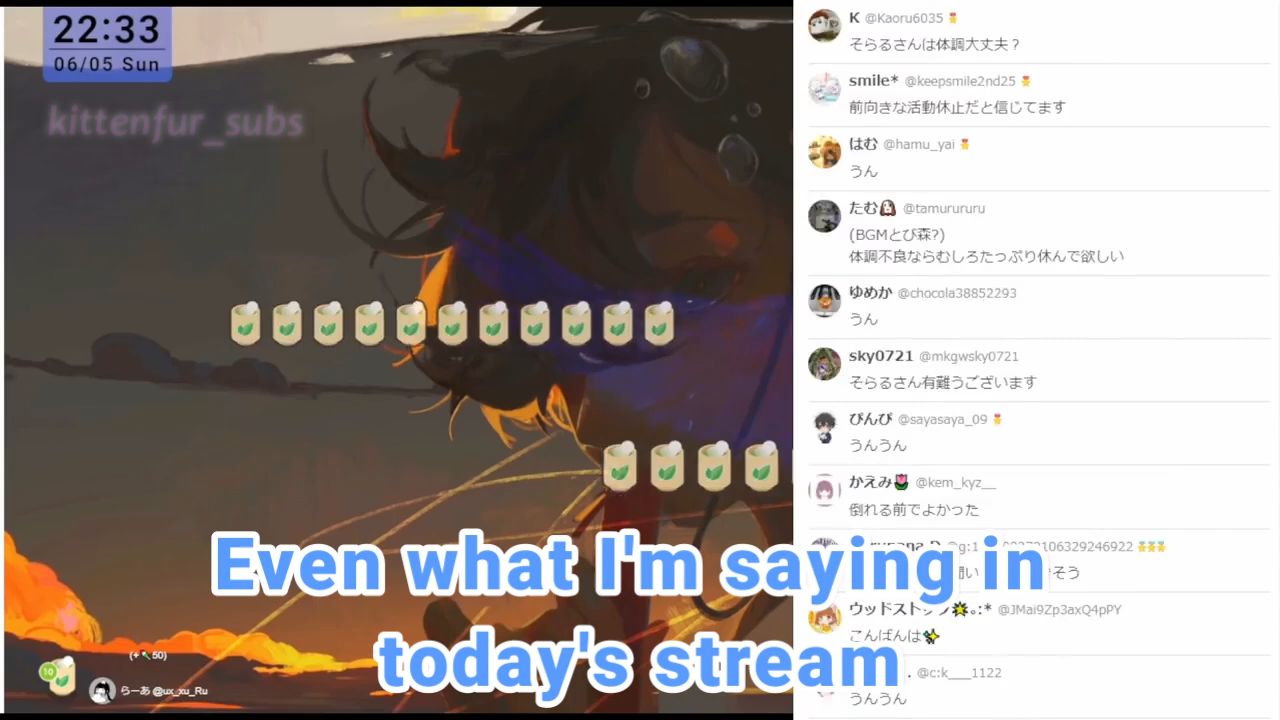 22:33
06/05 Sun
kittenfur_subs
K @Kaoru6035
そらるさんは体調大丈夫？
smile* @keepsmile2nd25
前向きな活動休止だと信じてます
はむ @hamu_yai
うん
たむ @tamurururu
(BGMとび森?)
体調不良ならむしろたっぷり休んで欲しい
ゆめか @chocola38852293
うん
sky0721 @mkgwsky0721
そらるさん有難うございます
ぴんぴ @sayasaya_09
うんうん
かえみ @kem_kyz__
倒れる前でよかった
06329246922
そう
ウッドストック @JMai9Zp3axQ4pPY
こんばんは
. @c:k___1122
うんうん
Even what I'm saying in
today's stream
(+ 50)
10
らーあ @ux_xu_Ru